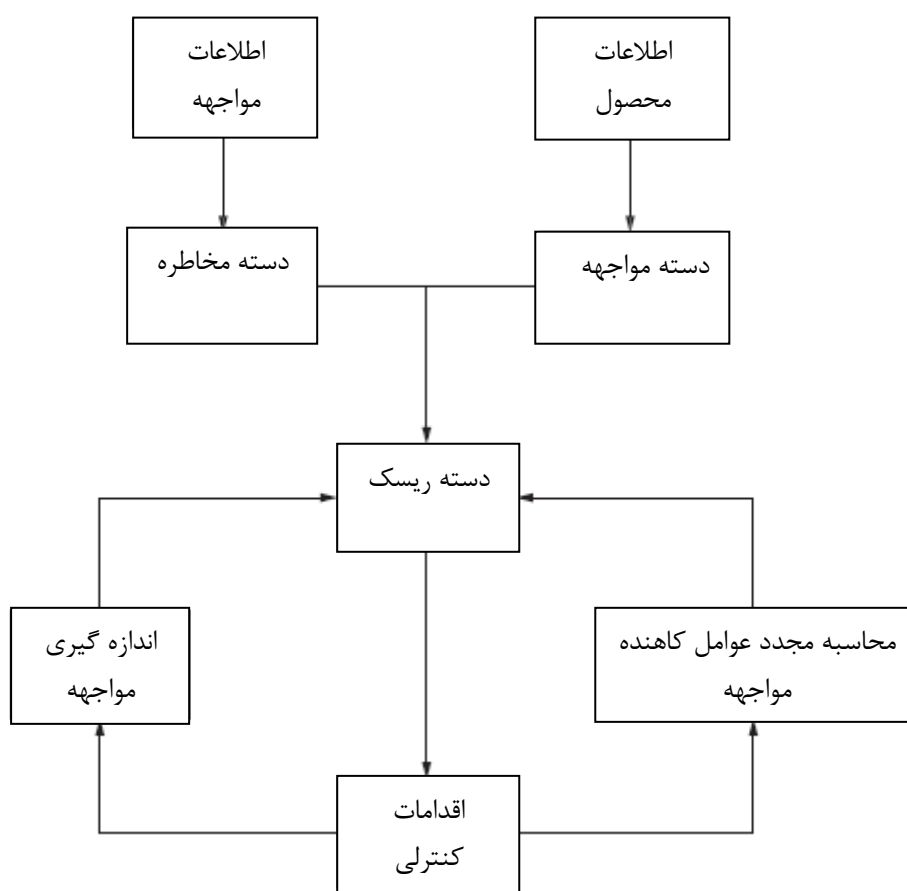 اطلاعات
محصول
اطلاعات
مواجهه
دسته مواجهه
دسته مخاطره
دسته ریسک
محاسبه مجدد عوامل کاهنده
مواجهه
اندازه گیری
مواجهه
اقدامات
کنترلی